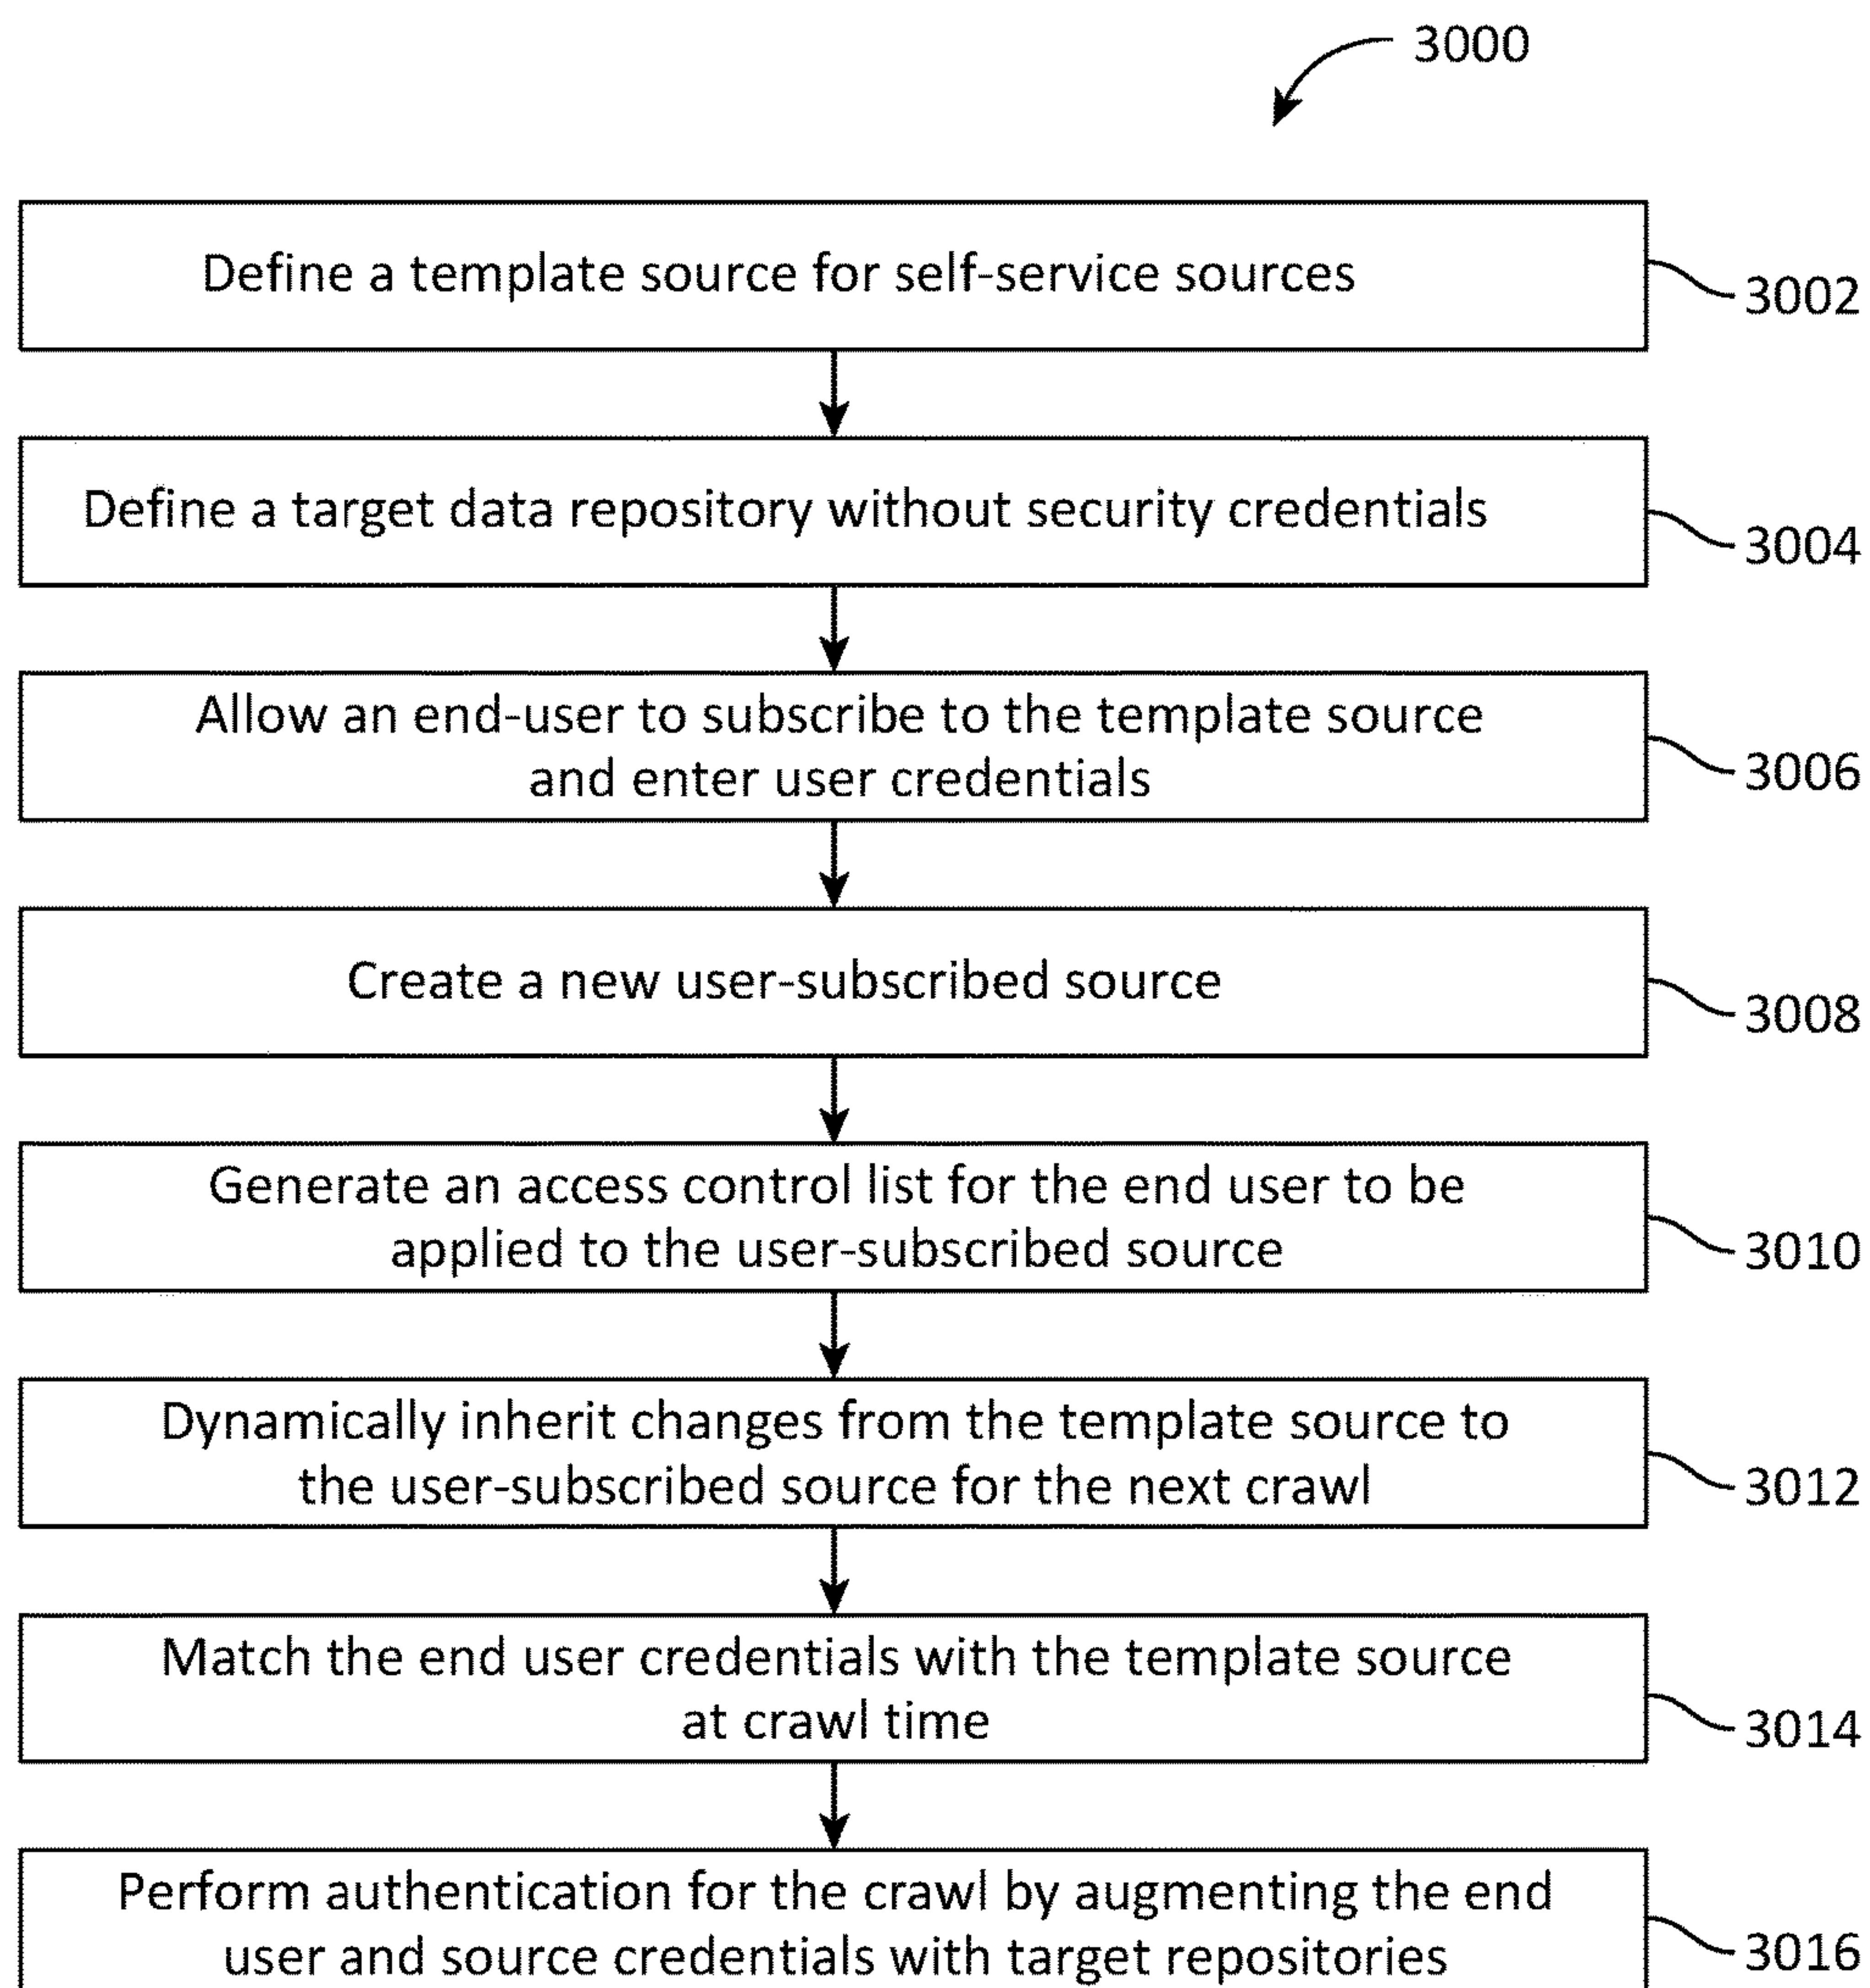 3000
Define a template source for self-service sources
3002
Define a target data repository without security credentials
3004
Allow an end-user to subscribe to the template source
and enter user credentials
3006
Create a new user-subscribed source
3008
Generate an access control list for the end user to be
applied to the user-subscribed source
3010
Dynamically inherit changes from the template source to
the user-subscribed source for the next crawl
3012
Match the end user credentials with the template source
at crawl time
3014
Perform authentication for the crawl by augmenting the end
user and source credentials with target repositories
3016